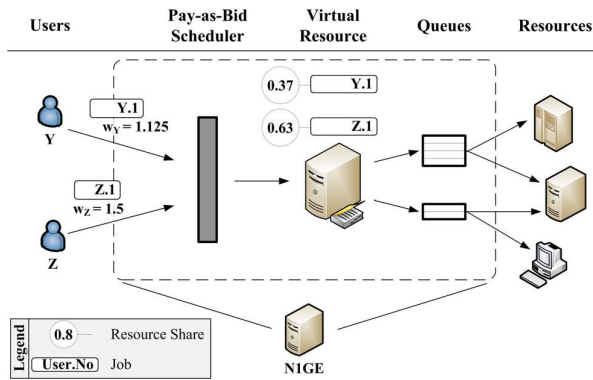 Users
Pay-as-Bid
Scheduler
Virtual
Resource
Queues
Resources
0.37
Y.1
0.63
Z.1
Y.1
w_Y = 1.125
Y
Z.1
w_Z = 1.5
Z
Legend
0.8
Resource Share
User.No
Job
N1GE